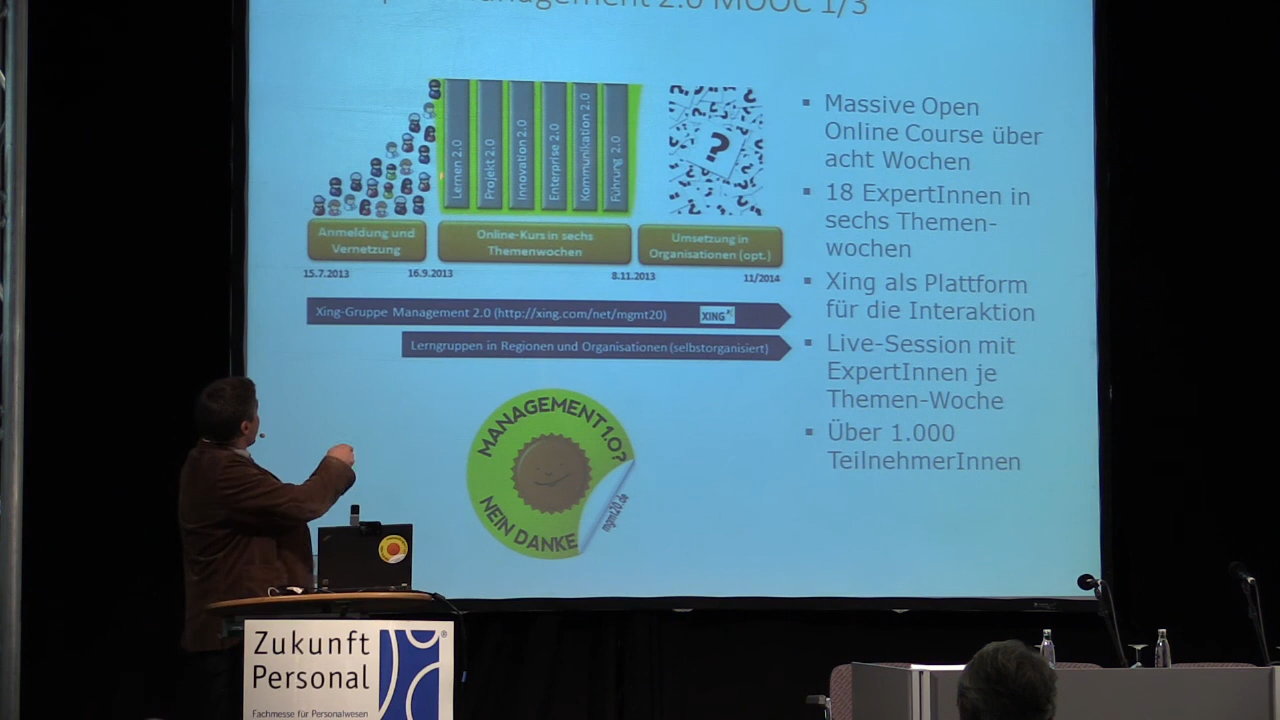 Management 2.0 MOOC 1/3
Lernen 2.0
Projekt 2.0
Innovation 2.0
Enterprise 2.0
Kommunikation 2.0
Führung 2.0
?
Anmeldung und
Vernetzung
Online-Kurs in sechs
Themenwochen
Umsetzung in
Organisationen (opt.)
15.7.2013
16.9.2013
8.11.2013
11/2014
Xing-Gruppe Management 2.0 (http://xing.com/net/mgmt20)
XING
Lerngruppen in Regionen und Organisationen (selbstorganisiert)
MANAGEMENT 1.0?
NEIN DANKE
mgmt20.de
▪ Massive Open
Online Course über
acht Wochen
▪ 18 ExpertInnen in
sechs Themen-
wochen
▪ Xing als Plattform
für die Interaktion
▪ Live-Session mit
ExpertInnen je
Themen-Woche
▪ Über 1.000
TeilnehmerInnen
Zukunft
Personal
®
Fachmesse für Personalwesen